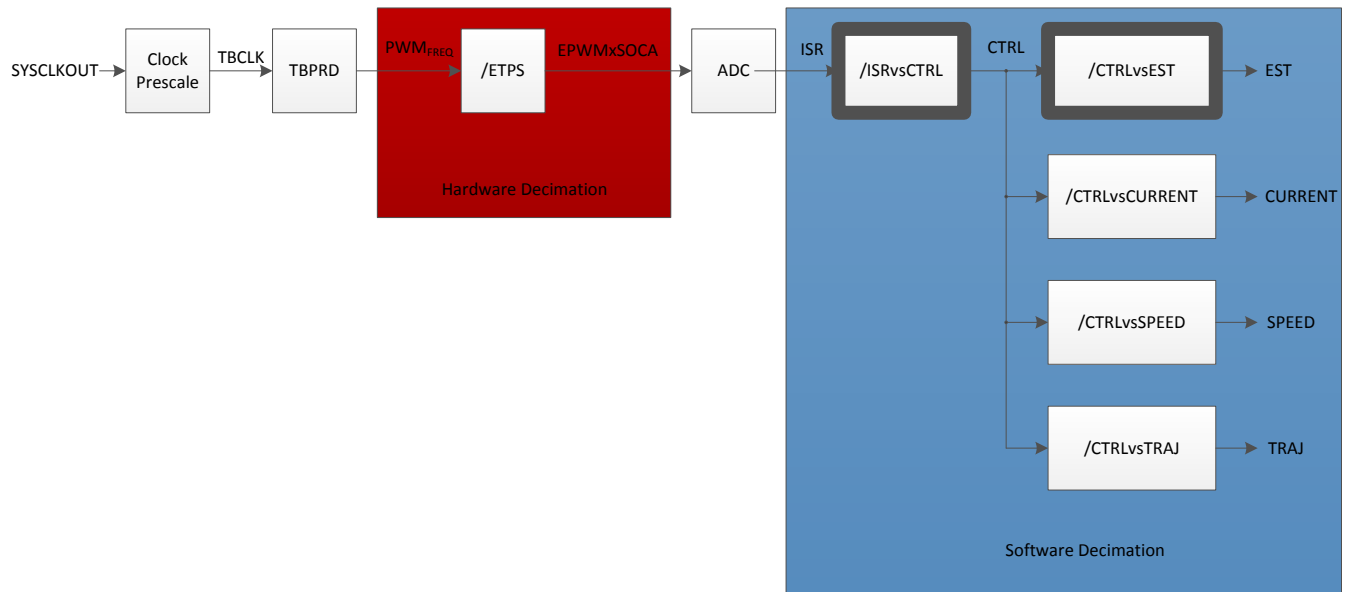 SYSCLKOUT
Clock
Prescale
TBCLK
TBPRD
PWMFREQ
/ETPS
EPWMxSOCA
Hardware Decimation
ADC
ISR
/ISRvsCTRL
CTRL
/CTRLvsEST
EST
/CTRLvsCURRENT
CURRENT
/CTRLvsSPEED
SPEED
/CTRLvsTRAJ
TRAJ
Software Decimation